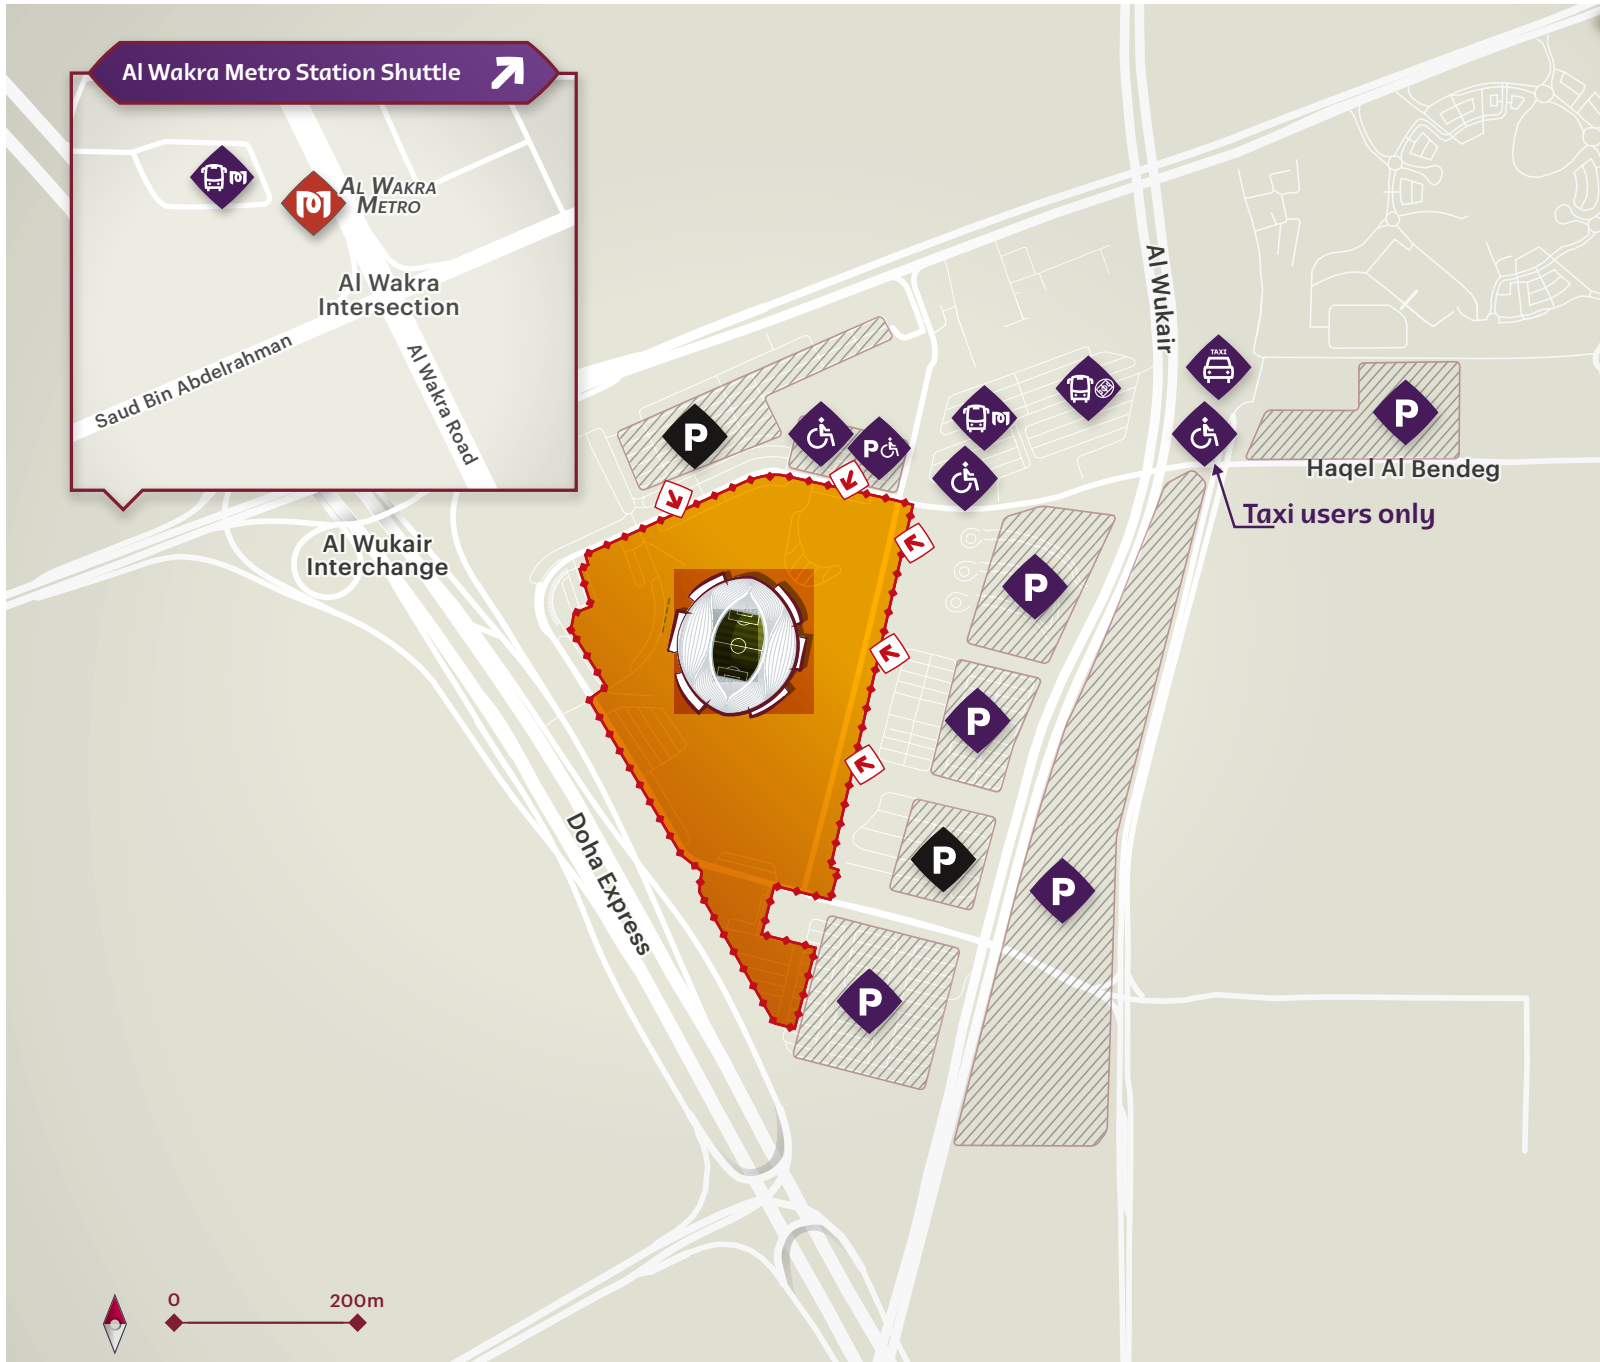 Al Wakra Metro Station Shuttle
AL WAKRA
METRO
Al Wakra
Intersection
Saud Bin Abdelrahman
Al Wakra Road
Al Wukair
TAXI
P
P
P
Haqel Al Bendeg
Taxi users only
Al Wukair
Interchange
P
P
P
P
Doha Express
P
0
200m